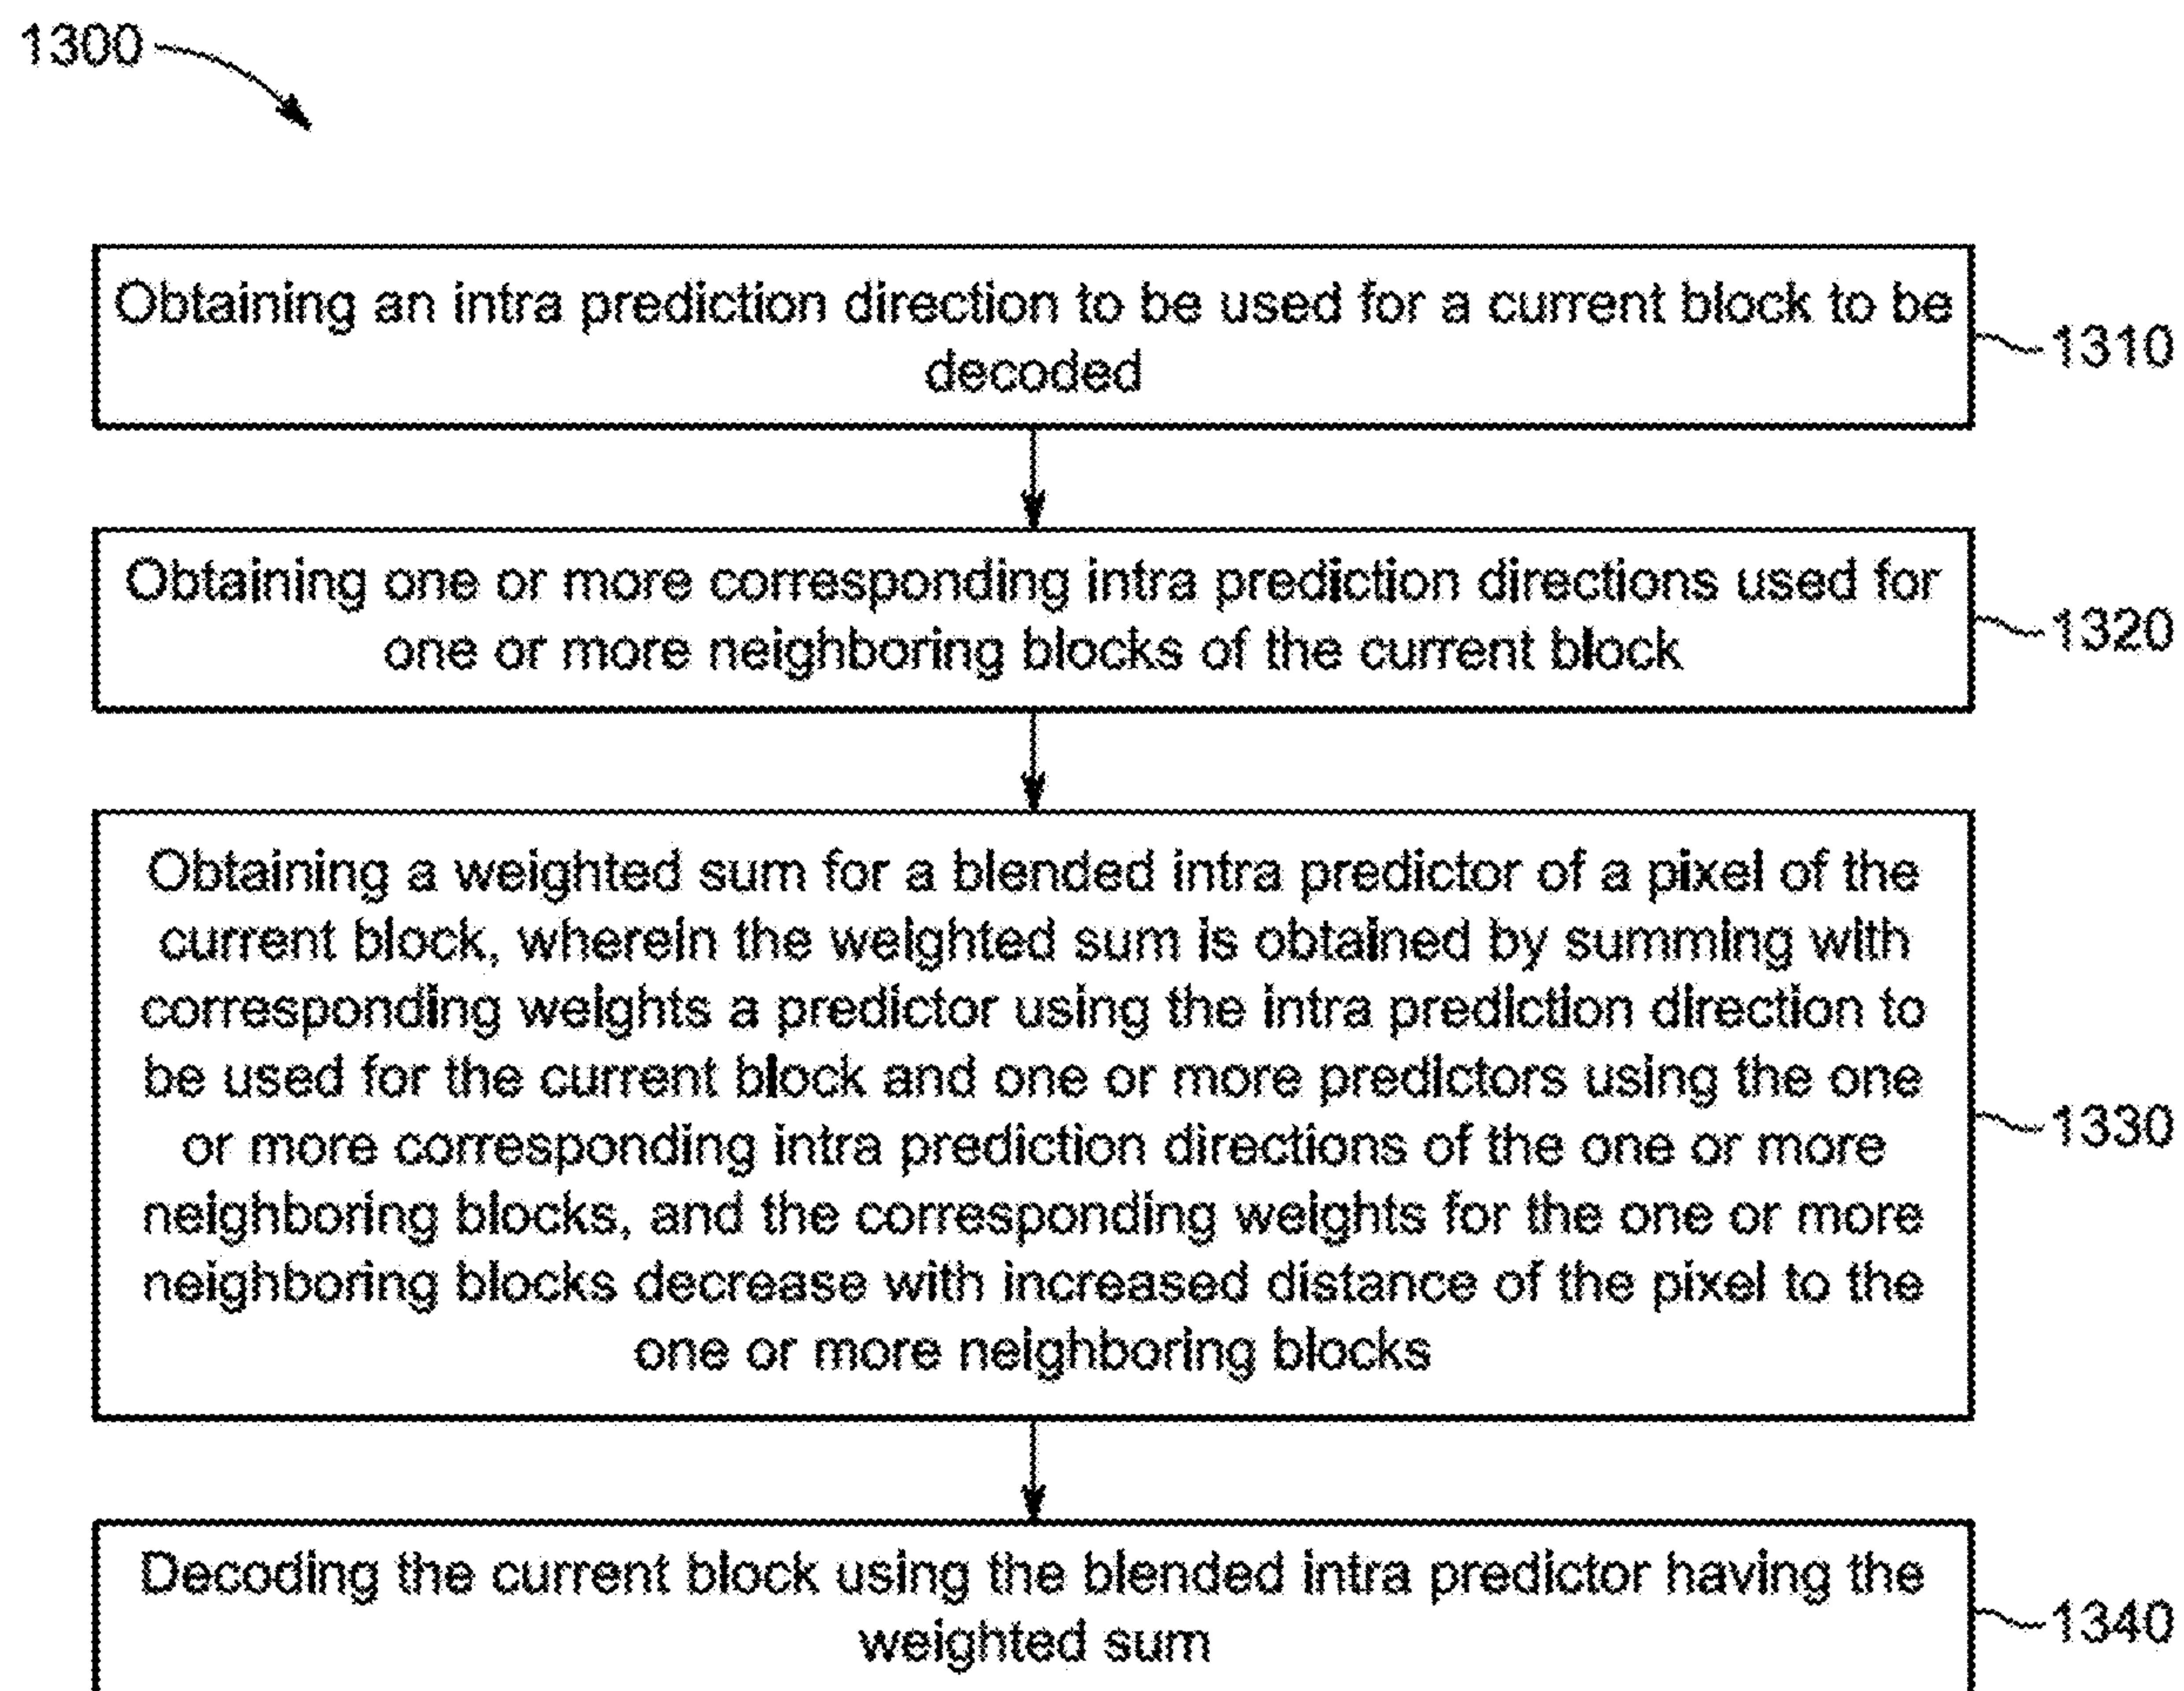 1300
Obtaining an intra prediction direction to be used for a current block to be
decoded
1310
Obtaining one or more corresponding intra prediction directions used for
one or more neighboring blocks of the current block
1320
Obtaining a weighted sum for a blended intra predictor of a pixel of the
current block, wherein the weighted sum is obtained by summing with
corresponding weights a predictor using the intra prediction direction to
be used for the current block and one or more predictors using the one
or more corresponding intra prediction directions of the one or more
neighboring blocks, and the corresponding weights for the one or more
neighboring blocks decrease with increased distance of the pixel to the
one or more neighboring blocks
1330
Decoding the current block using the blended intra predictor having the
weighted sum
1340